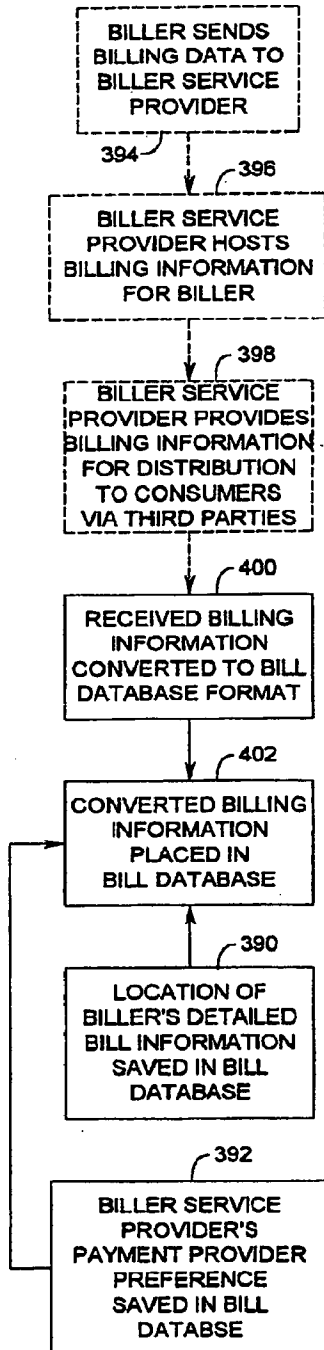 BILLER SENDS
BILLING DATA TO
BILLER SERVICE
PROVIDER
394
396
BILLER SERVICE
PROVIDER HOSTS
BILLING INFORMATION
FOR BILLER
398
BILLER SERVICE
PROVIDER PROVIDES
BILLING INFORMATION
FOR DISTRIBUTION
TO CONSUMERS
VIA THIRD PARTIES
400
RECEIVED BILLING
INFORMATION
CONVERTED TO BILL
DATABASE FORMAT
402
CONVERTED BILLING
INFORMATION
PLACED IN
BILL DATABASE
390
LOCATION OF
BILLER'S DETAILED
BILL INFORMATION
SAVED IN BILL
DATABASE
392
BILLER SERVICE
PROVIDER'S
PAYMENT PROVIDER
PREFERENCE
SAVED IN BILL
DATABSE